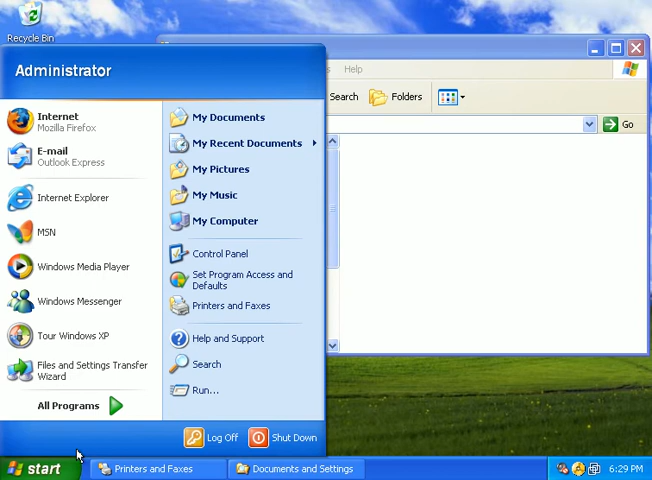 Recycle Bin
Administrator
Help
Search
Folders
Go
Internet
Mozilla Firefox
E-mail
Outlook Express
Internet Explorer
MSN
Windows Media Player
Windows Messenger
Tour Windows XP
Files and Settings Transfer
Wizard
All Programs
My Documents
My Recent Documents
My Pictures
My Music
My Computer
Control Panel
Set Program Access and
Defaults
Printers and Faxes
Help and Support
Search
Run...
Log Off
Shut Down
start
Printers and Faxes
Documents and Settings
6:29 PM